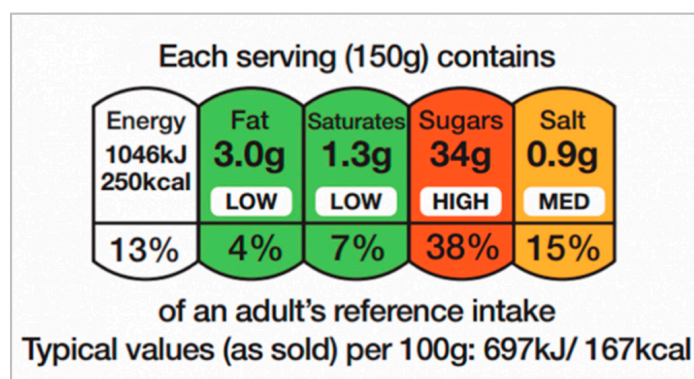 Each serving (150g) contains
Energy Fat Saturates Sugars Salt
1046kJ 3.0g 1.3g 34g 0.9g
250kcal
LOW LOW HIGH MED
13% 4% 7% 38% 15%
of an adult's reference intake
Typical values (as sold) per 100g: 697kJ/ 167kcal